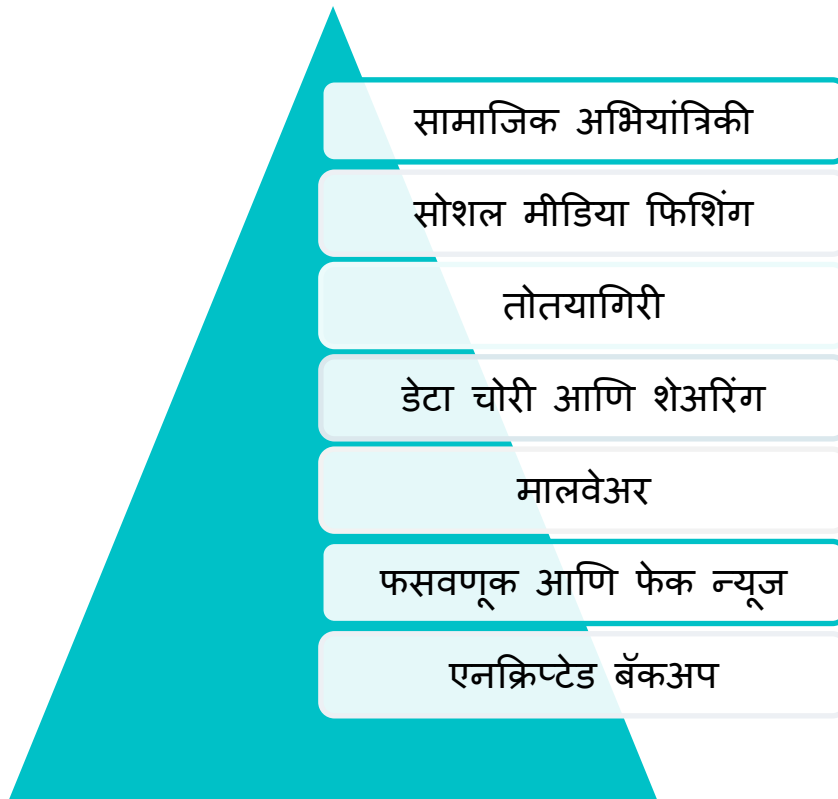 सामाजिक अभियांत्रिकी
सोशल मीडिया फिशिंग
तोतयागिरी
डेटा चोरी आणि शेअरिंग
मालवेअर
फसवणूक आणि फेक न्यूज
एनक्रिप्टेड बॅकअप